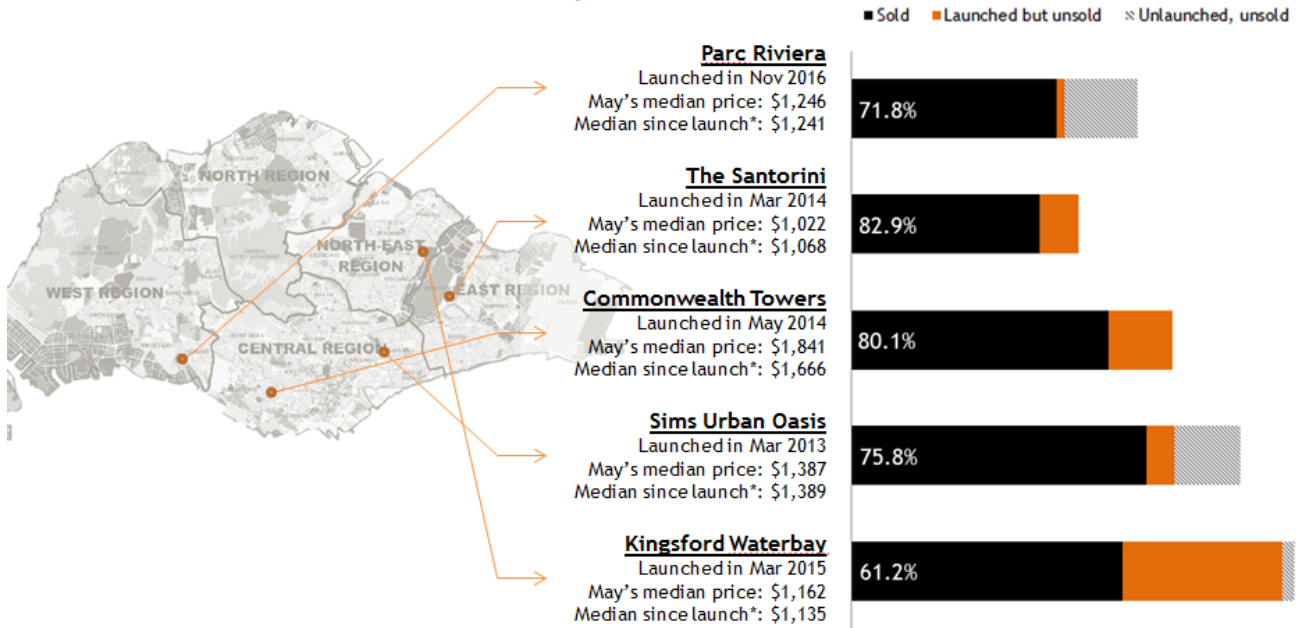 Sold Launched but unsold Unlaunched, unsold
Parc Riviera
Launched in Nov 2016
May's median price: $1,246
Median since launch*: $1,241
71.8%
The Santorini
Launched in Mar 2014
May's median price: $1,022
Median since launch*: $1,068
82.9%
Commonwealth Towers
Launched in May 2014
May's median price: $1,841
Median since launch*: $1,666
80.1%
Sims Urban Oasis
Launched in Mar 2013
May's median price: $1,387
Median since launch*: $1,389
75.8%
Kingsford Waterbay
Launched in Mar 2015
May's median price: $1,162
Median since launch*: $1,135
61.2%
NORTH REGION
NORTH-EAST
REGION
WEST REGION
EAST REGION
CENTRAL REGION